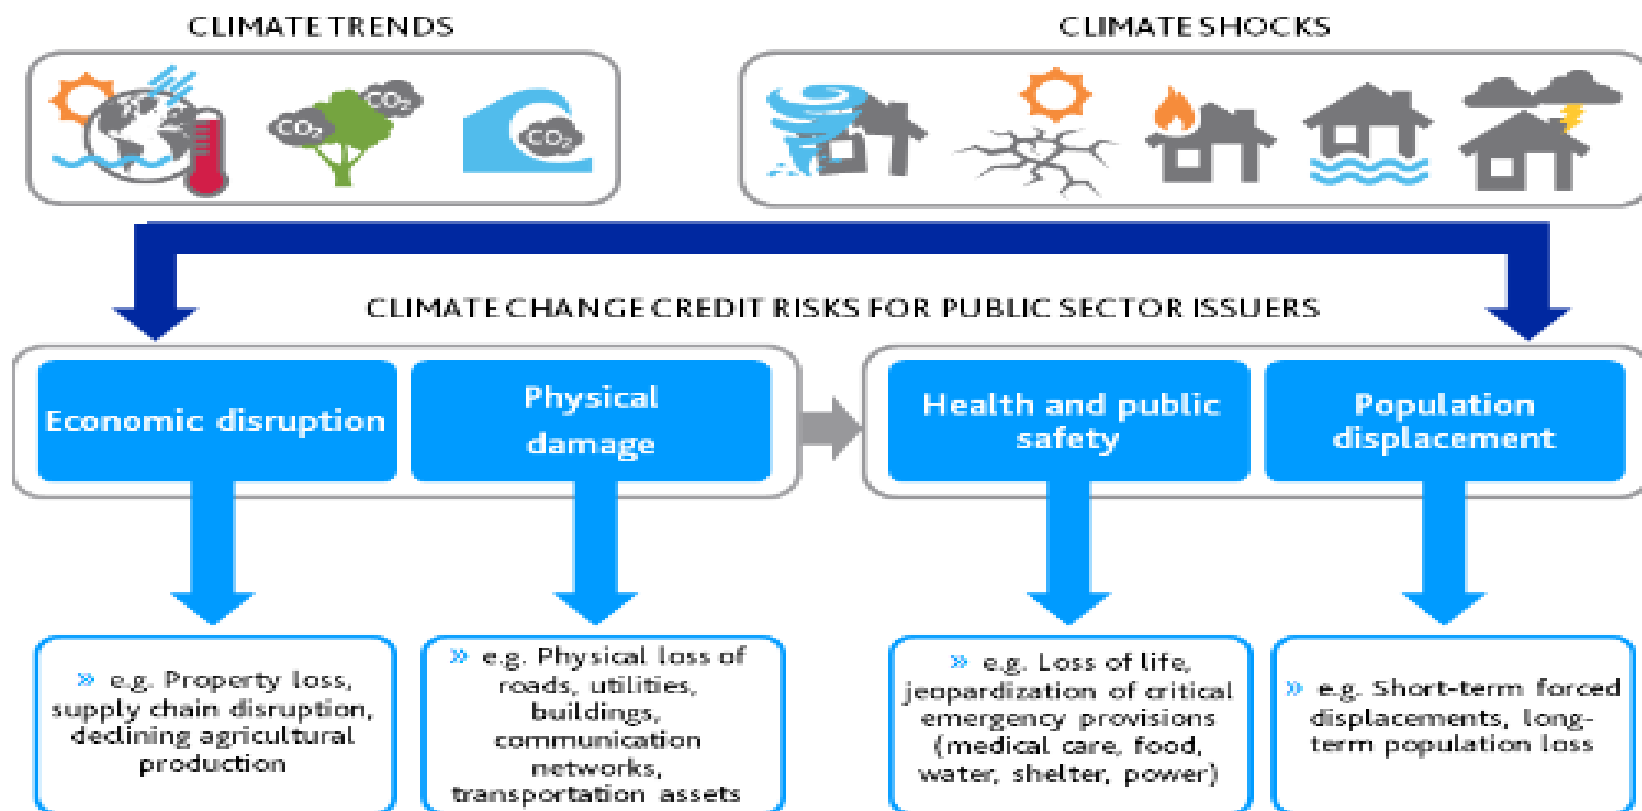 CLIMATE TRENDS
CLIMATE SHOCKS
CO₂
CO₂
CO₂
CLIMATE CHANGE CREDIT RISKS FOR PUBLIC SECTOR ISSUERS
Economic disruption
Physical
damage
Health and public
safety
Population
displacement
» e.g. Property loss,
supply chain disruption,
declining agricultural
production
» e.g. Physical loss of
roads, utilities,
buildings,
communication
networks,
transportation assets
» e.g. Loss of life,
jeopardization of critical
emergency provisions
(medical care, food,
water, shelter, power)
» e.g. Short-term forced
displacements, long-
term population loss